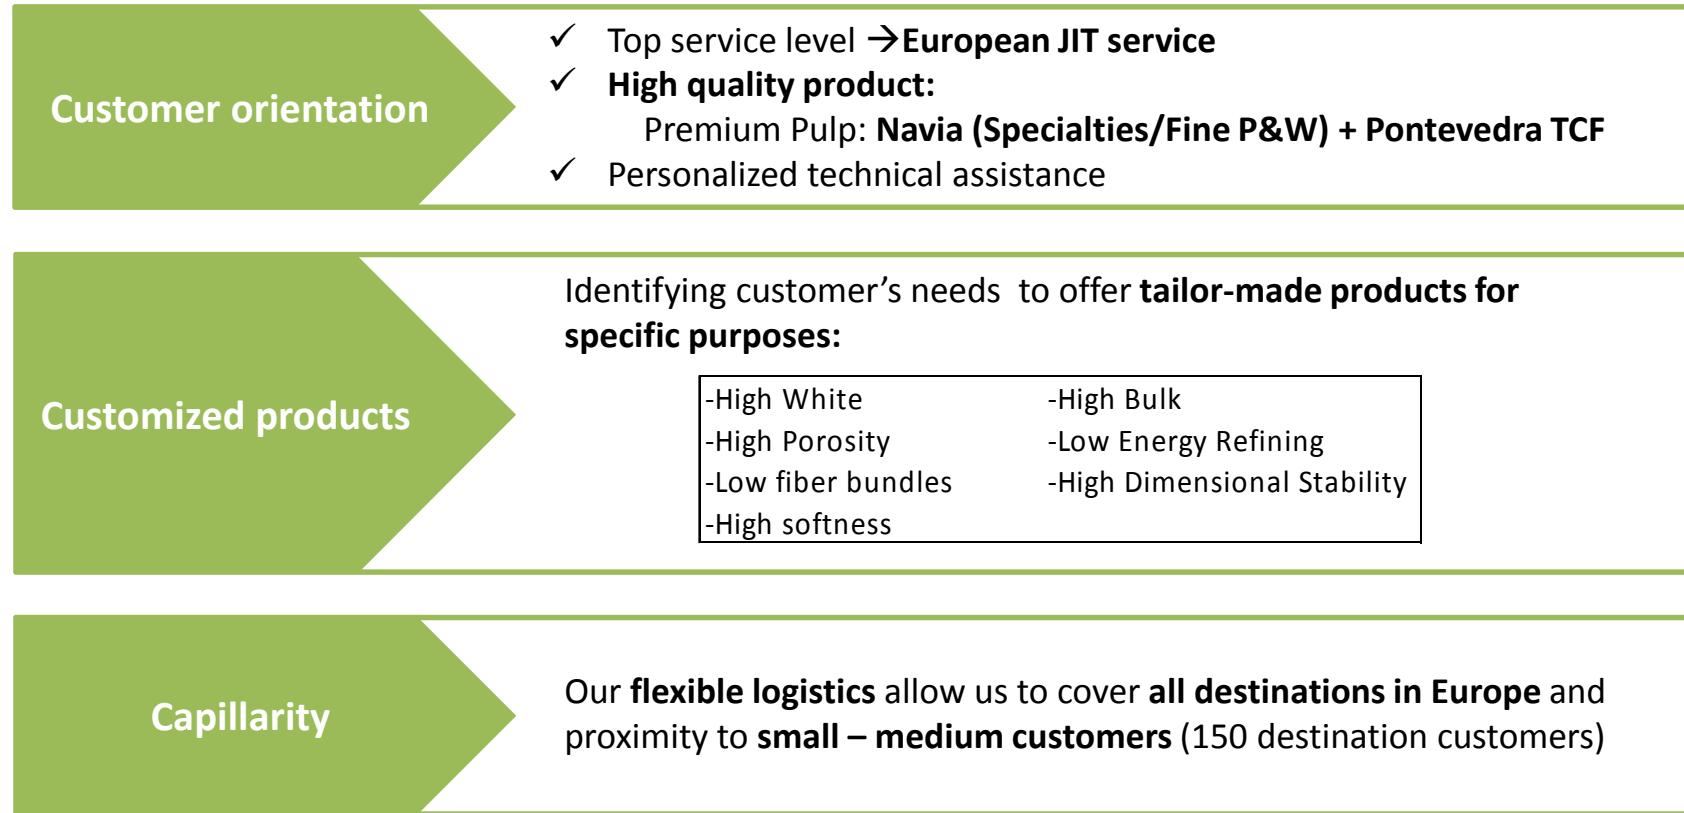 Customer orientation
✓ Top service level →European JIT service
✓ High quality product:
Premium Pulp: Navia (Specialties/Fine P&W) + Pontevedra TCF
✓ Personalized technical assistance
Customized products
Identifying customer’s needs to offer tailor-made products for
specific purposes:
-High White
-High Porosity
-Low fiber bundles
-High softness
-High Bulk
-Low Energy Refining
-High Dimensional Stability
Capillarity
Our flexible logistics allow us to cover all destinations in Europe and
proximity to small – medium customers (150 destination customers)